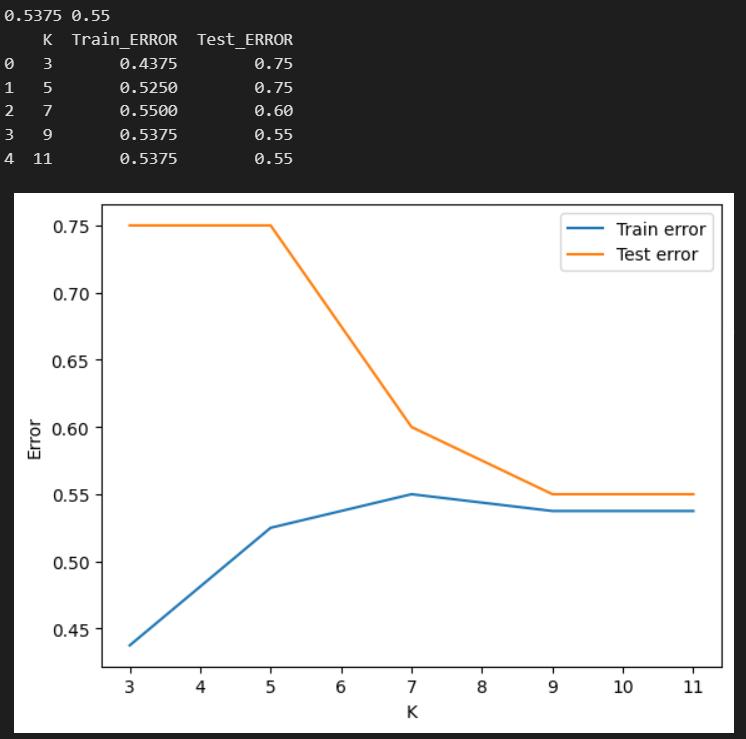 0.5375 0.55
K Train_ERROR Test_ERROR
0 3 0.4375 0.75
1 5 0.5250 0.75
2 7 0.5500 0.60
3 9 0.5375 0.55
4 11 0.5375 0.55
Train error
Test error
0.75
0.70
0.65
0.60
0.55
0.50
0.45
Error
3 4 5 6 7 8 9 10 11
K